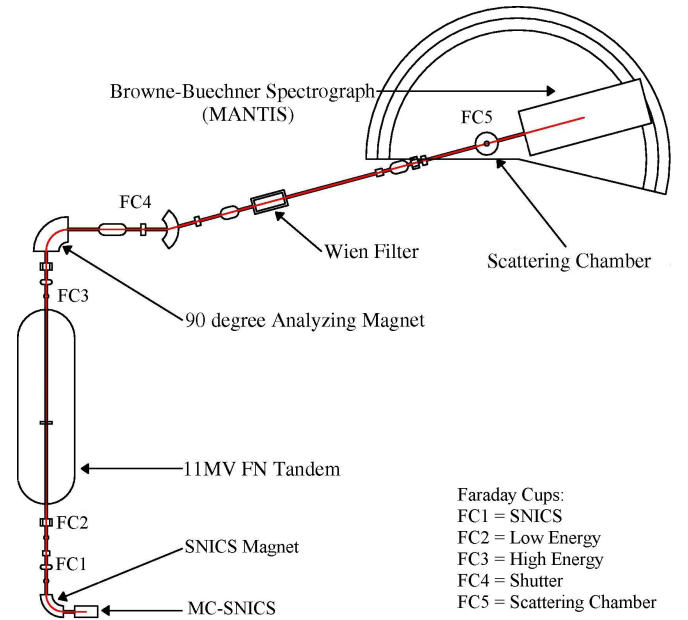 Browne-Buechner Spectrograph
(MANTIS)
FC5
FC4
Wien Filter
Scattering Chamber
FC3
90 degree Analyzing Magnet
11MV FN Tandem
FC2
SNICS Magnet
FC1
MC-SNICS
Faraday Cups:
FC1 = SNICS
FC2 = Low Energy
FC3 = High Energy
FC4 = Shutter
FC5 = Scattering Chamber